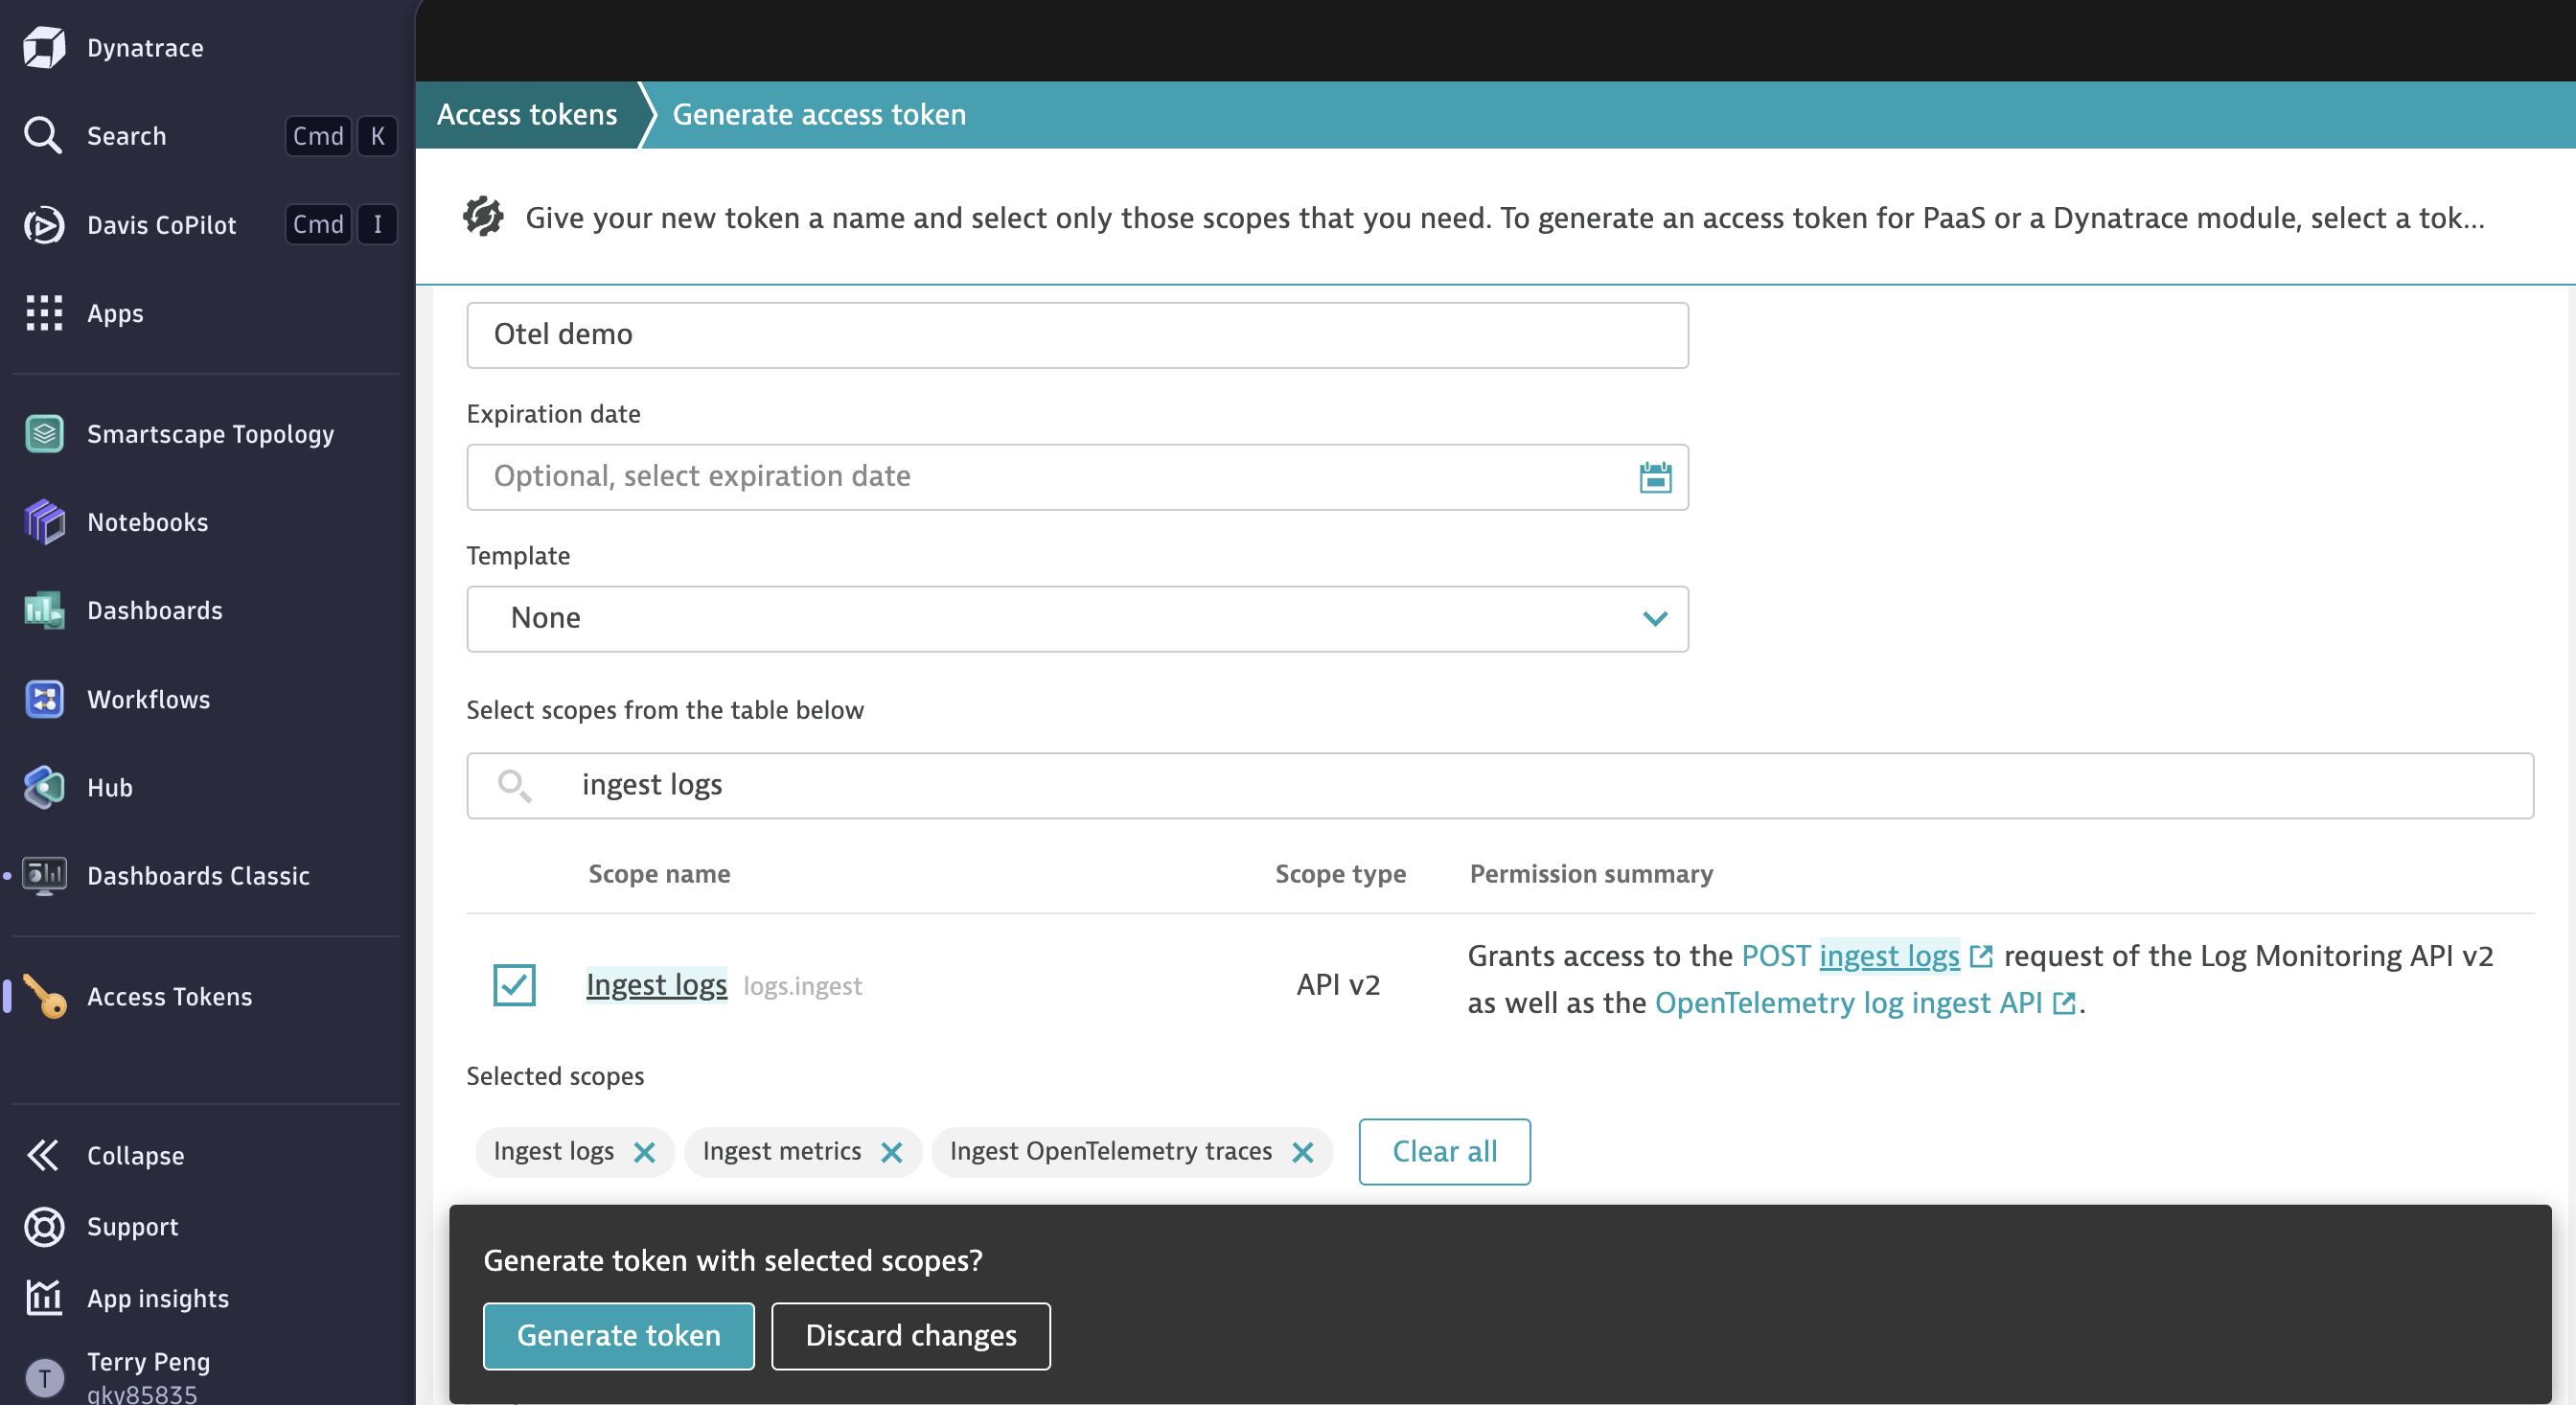 Dynatrace
Search Cmd K
Davis CoPilot Cmd I
Apps
Smartscape Topology
Notebooks
Dashboards
Workflows
Hub
Dashboards Classic
Access Tokens
Collapse
Support
App insights
T Terry Peng
gky85835
Access tokens Generate access token
Give your new token a name and select only those scopes that you need. To generate an access token for PaaS or a Dynatrace module, select a tok...
Otel demo
Expiration date
Optional, select expiration date
Template
None
Select scopes from the table below
ingest logs
Scope name Scope type Permission summary
Ingest logs logs.ingest API v2 Grants access to the POST ingest logs request of the Log Monitoring API v2
as well as the OpenTelemetry log ingest API.
Selected scopes
Ingest logs Ingest metrics Ingest OpenTelemetry traces Clear all
Generate token with selected scopes?
Generate token Discard changes